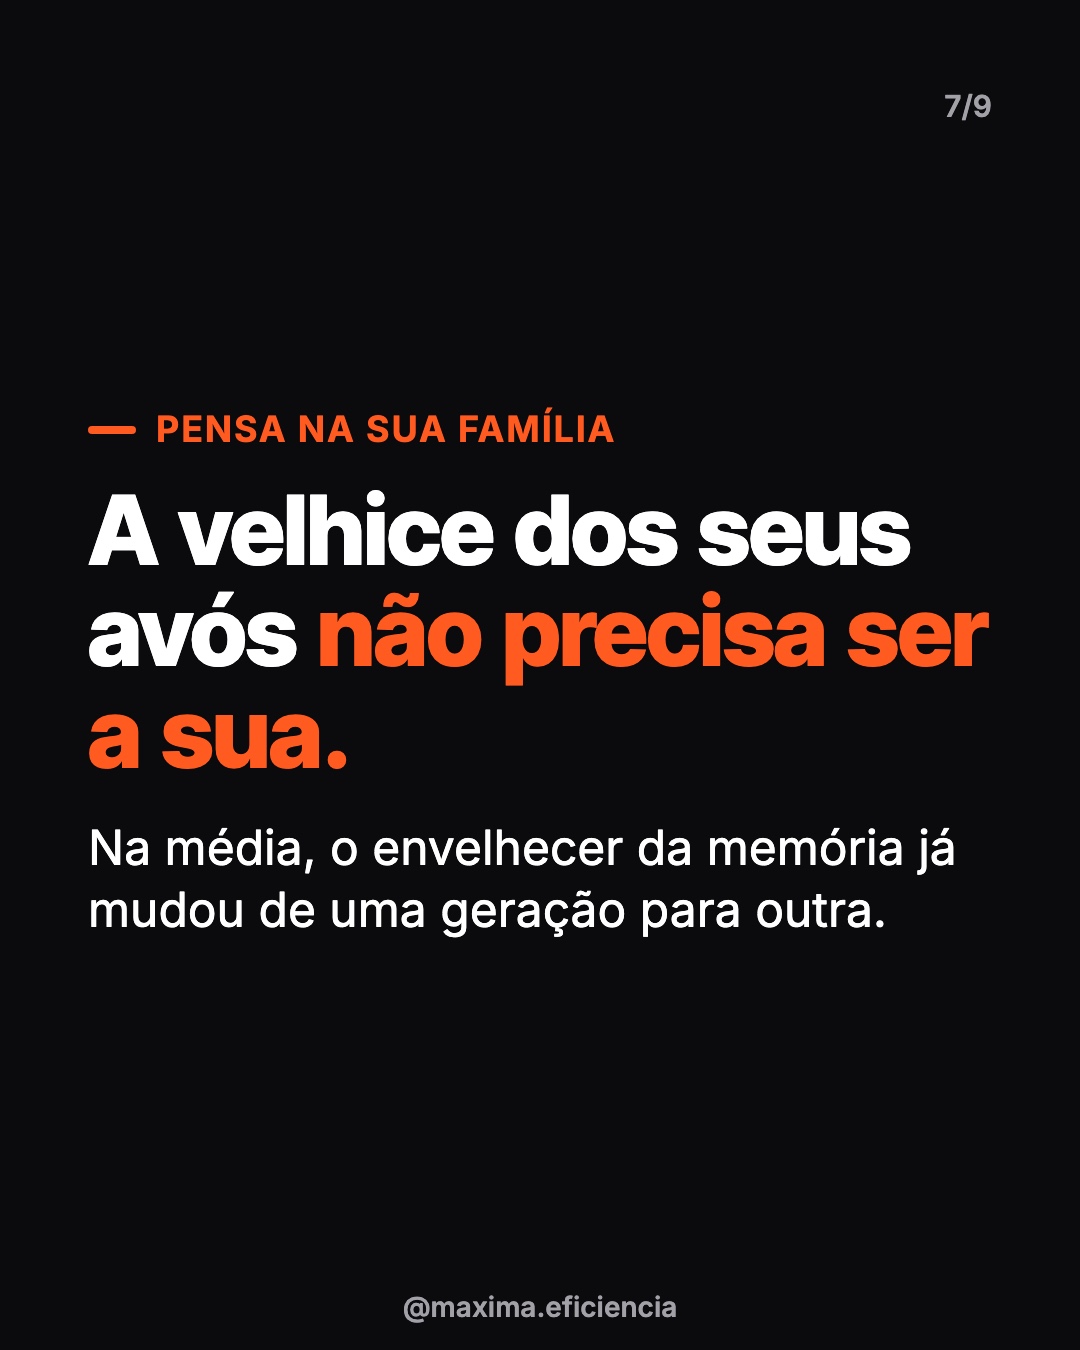 7/9
PENSA NA SUA FAMÍLIA
A velhice dos seus
avós não precisa ser
a sua.
Na média, o envelhecer da memória já
mudou de uma geração para outra.
@maxima.eficiencia